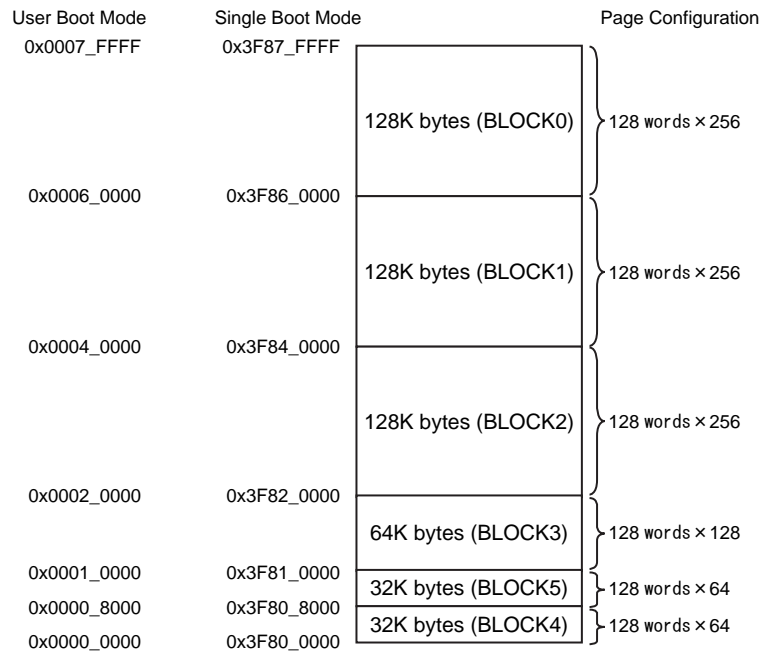 User Boot Mode Single Boot Mode Page Configuration
0x0007_FFFF 0x3F87_FFFF
128K bytes (BLOCK0) 128 words×256
0x0006_0000 0x3F86_0000
128K bytes (BLOCK1) 128 words×256
0x0004_0000 0x3F84_0000
128K bytes (BLOCK2) 128 words×256
0x0002_0000 0x3F82_0000
64K bytes (BLOCK3) 128 words×128
0x0001_0000 0x3F81_0000
32K bytes (BLOCK5) 128 words×64
0x0000_8000 0x3F80_8000
32K bytes (BLOCK4) 128 words×64
0x0000_0000 0x3F80_0000